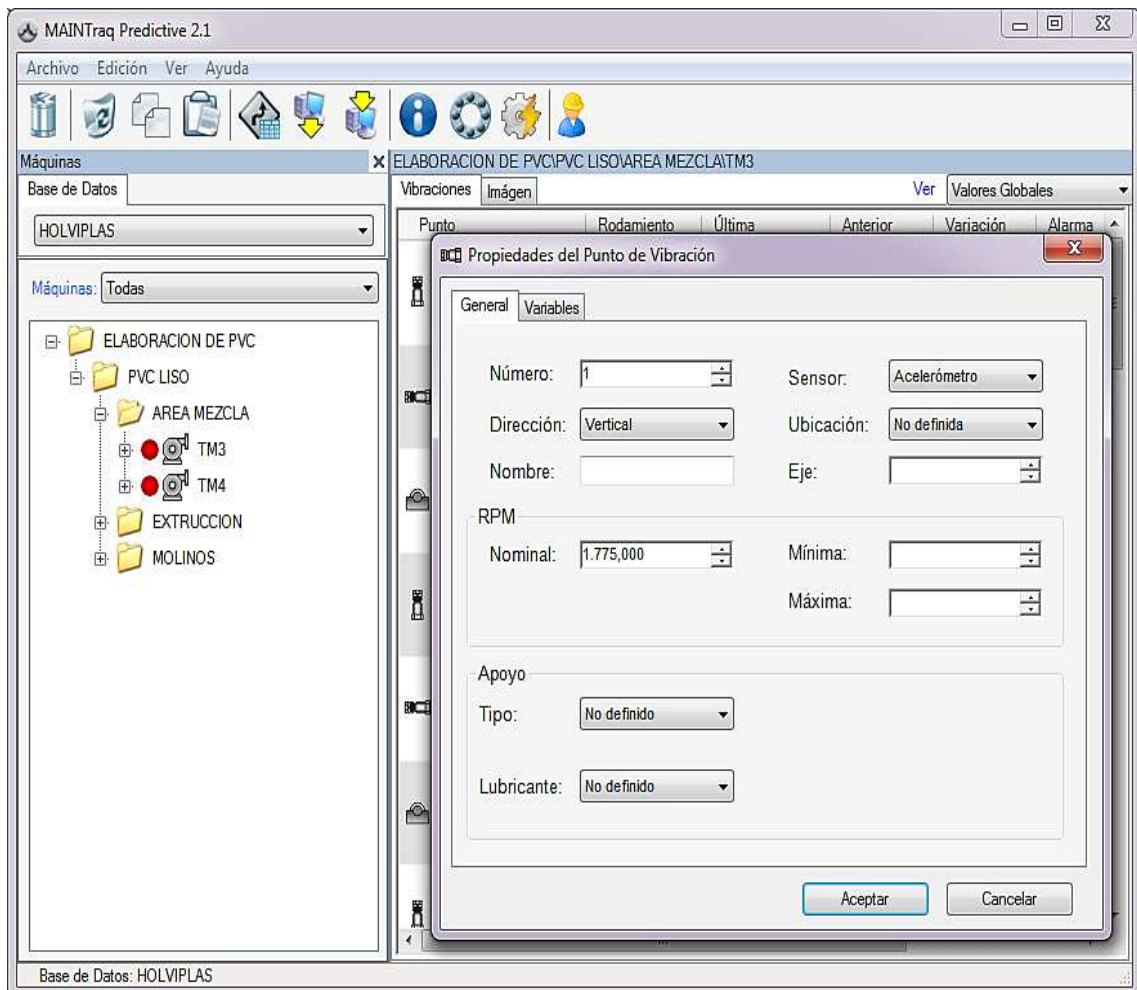 MAINTraq Predictive 2.1
Archivo Edición Ver Ayuda
Máquinas
Base de Datos
HOLVIPLAS
Máquinas: Todas
ELABORACION DE PVC
PVC LISO
AREA MEZCLA
TM3
TM4
EXTRUCCION
MOLINOS
ELABORACION DE PVC\PVC LISO\AREA MEZCLA\TM3
Vibraciones Imágen Ver Valores Globales
Punto Rodamiento Última Anterior Variación Alarma
Propiedades del Punto de Vibración
General Variables
Número: 1 Sensor: Acelerómetro
Dirección: Vertical Ubicación: No definida
Nombre: Eje:
RPM
Nominal: 1.775,000 Mínima:
Máxima:
Apoyo
Tipo: No definido
Lubricante: No definido
Aceptar Cancelar
Base de Datos: HOLVIPLAS